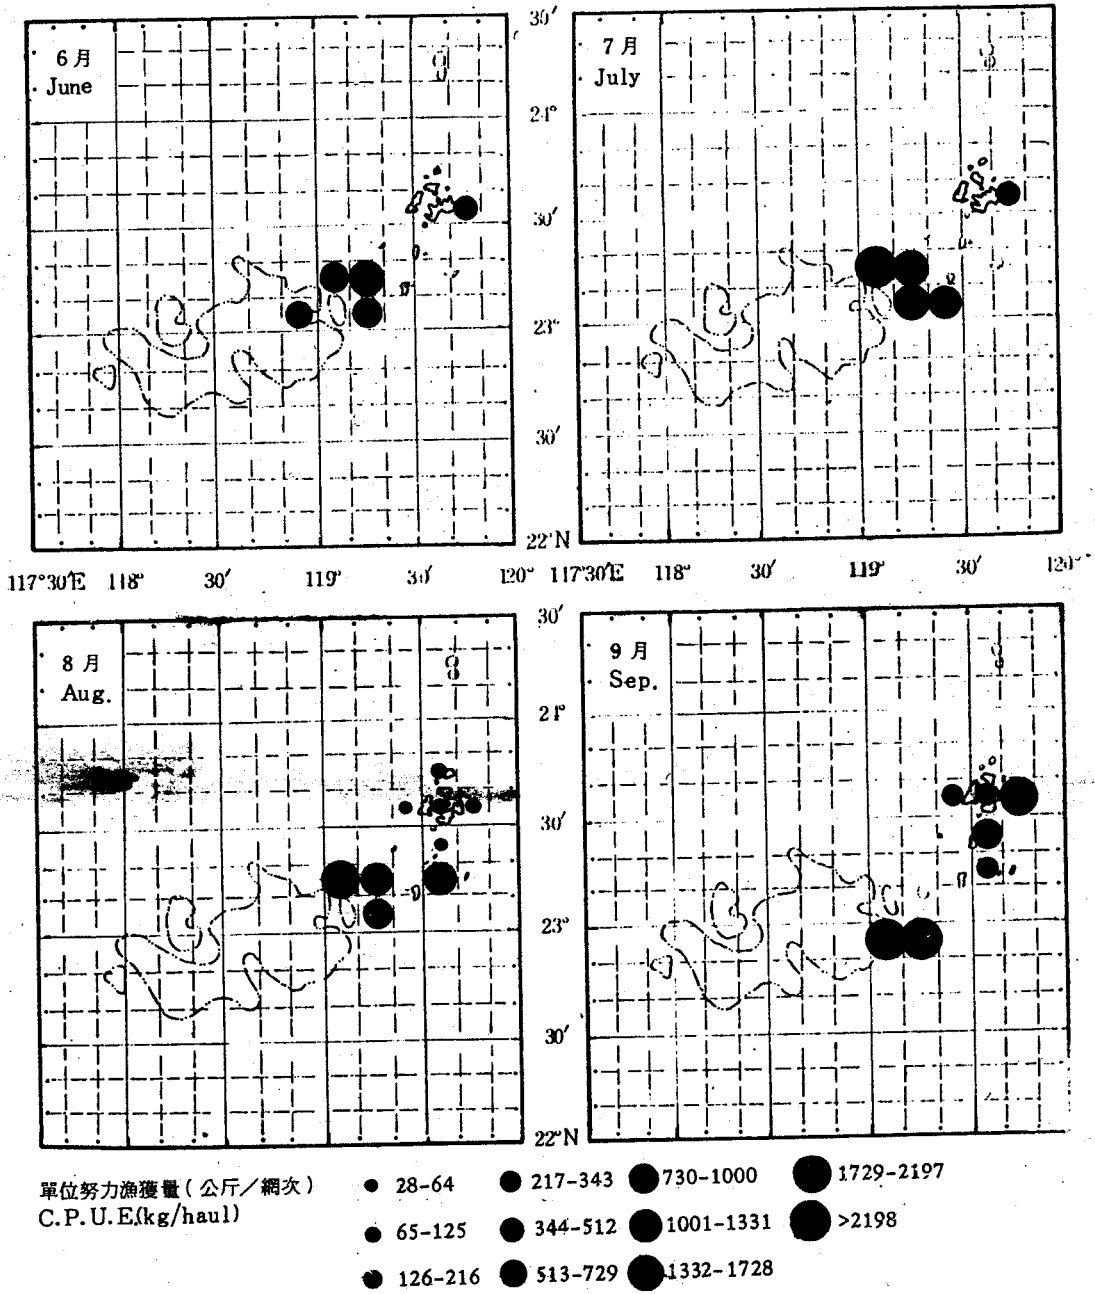 6月
June
7月
July
30′
24°
30′
23°
30′
22°N
117°30′E 118° 30′ 119° 30′ 120° 117°30′E 118° 30′ 119° 30′ 120°
8月
Aug.
9月
Sep.
30′
24°
30′
23°
30′
22°N
單位努力漁獲量(公斤/網次)
C.P.U.E.(kg/haul)
28-64
217-343
730-1000
1729-2197
65-125
344-512
1001-1331
>2198
126-216
513-729
1332-1728